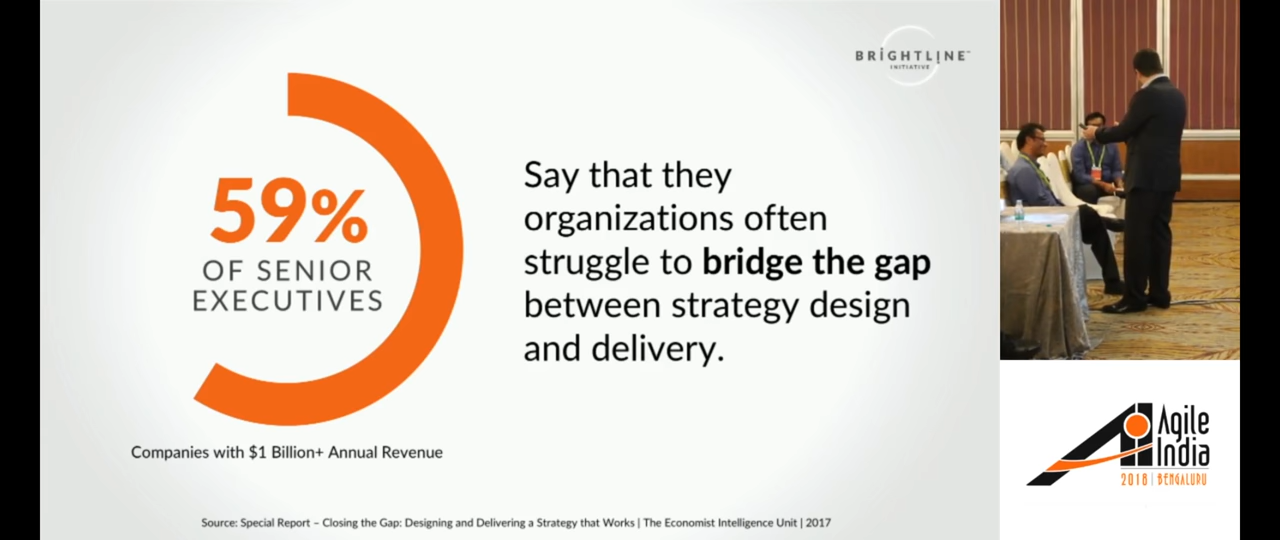 BRiGHTL!NE™
INITIATIVE
59%
OF SENIOR
EXECUTIVES
Say that they
organizations often
struggle to bridge the gap
between strategy design
and delivery.
Companies with $1 Billion+ Annual Revenue
Source: Special Report – Closing the Gap: Designing and Delivering a Strategy that Works | The Economist Intelligence Unit | 2017
Agile
India
2018 | BENGALURU